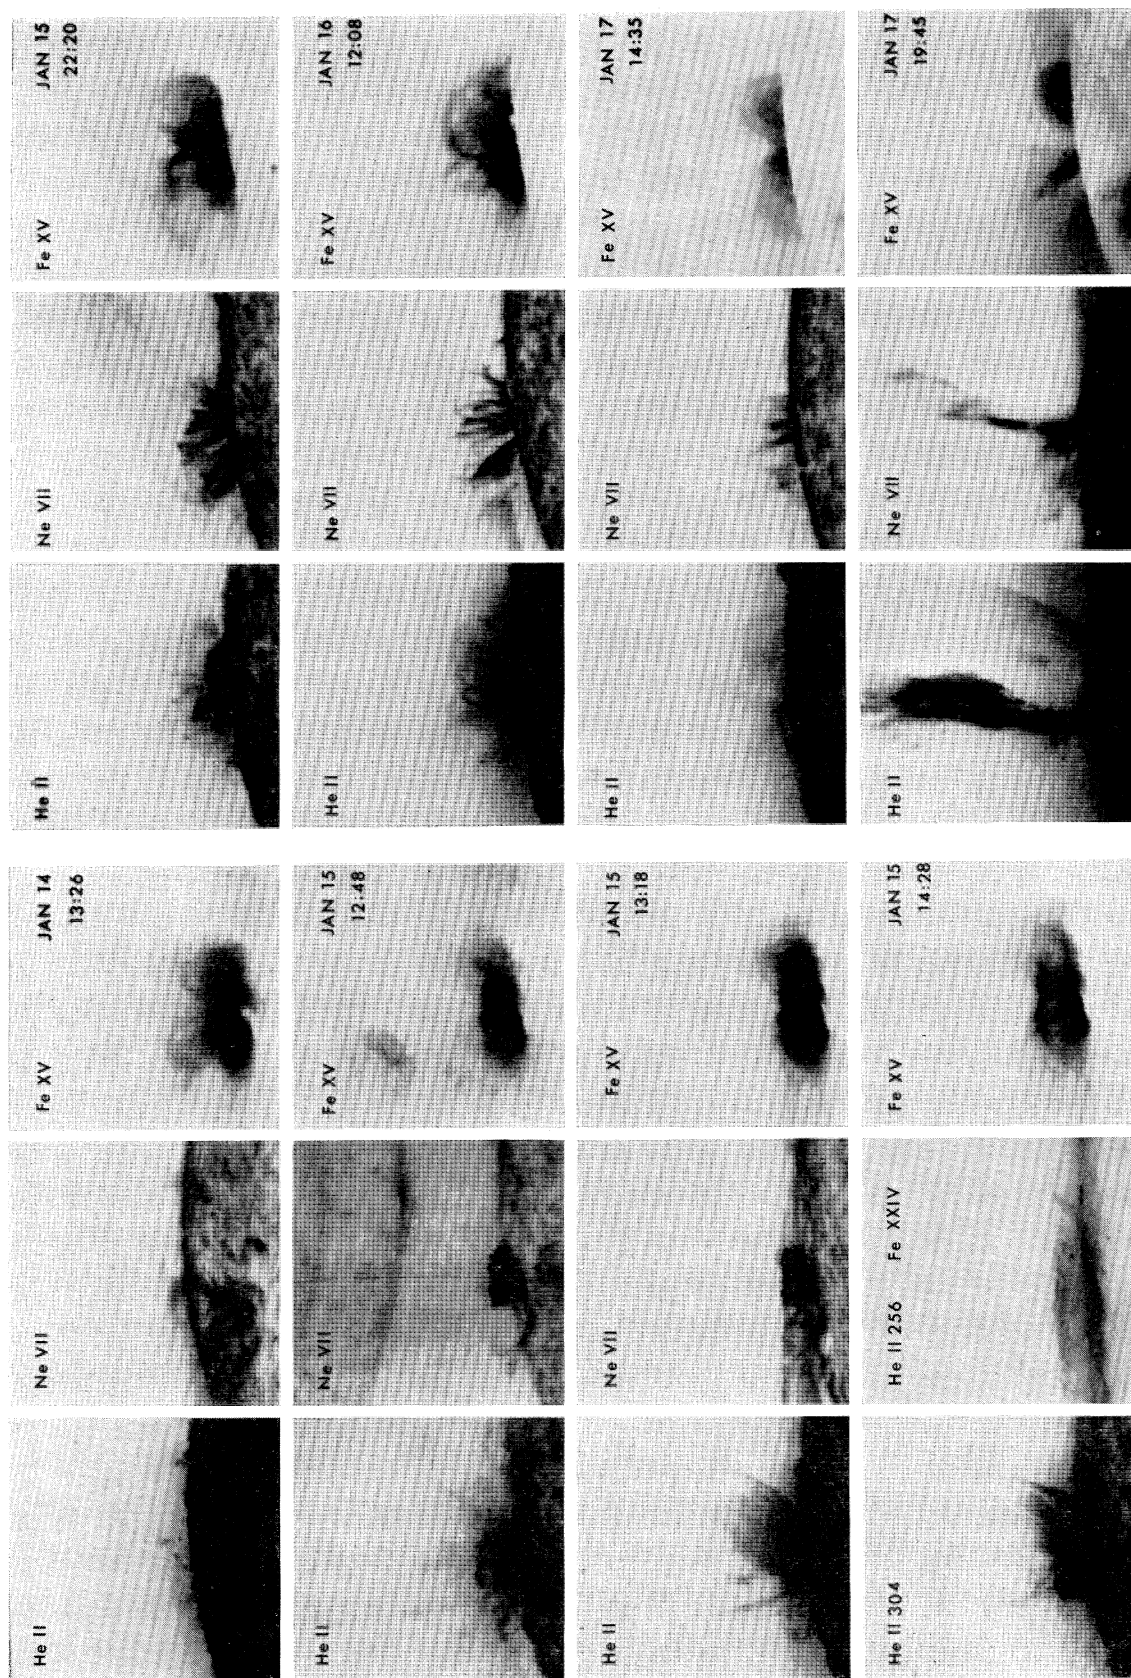 He II
Ne VII
Fe XV
JAN 14
13:26
He II
Ne VII
Fe XV
JAN 15
12:48
He II
Ne VII
Fe XV
JAN 15
13:18
He II 304
He II 256
Fe XXIV
Fe XV
JAN 15
14:28
He II
Ne VII
Fe XV
JAN 15
22:20
He II
Ne VII
Fe XV
JAN 16
12:08
He II
Ne VII
Fe XV
JAN 17
14:35
He II
Ne VII
Fe XV
JAN 17
19.45